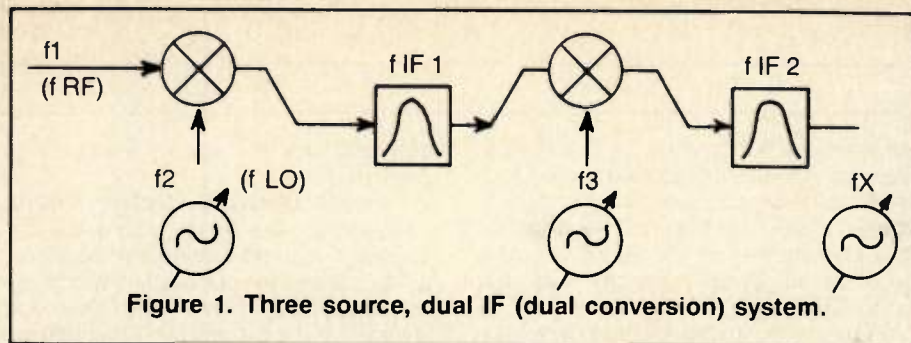 f1
(f RF)
f2
(f LO)
f IF 1
f3
f IF 2
fX
Figure 1. Three source, dual IF (dual conversion) system.